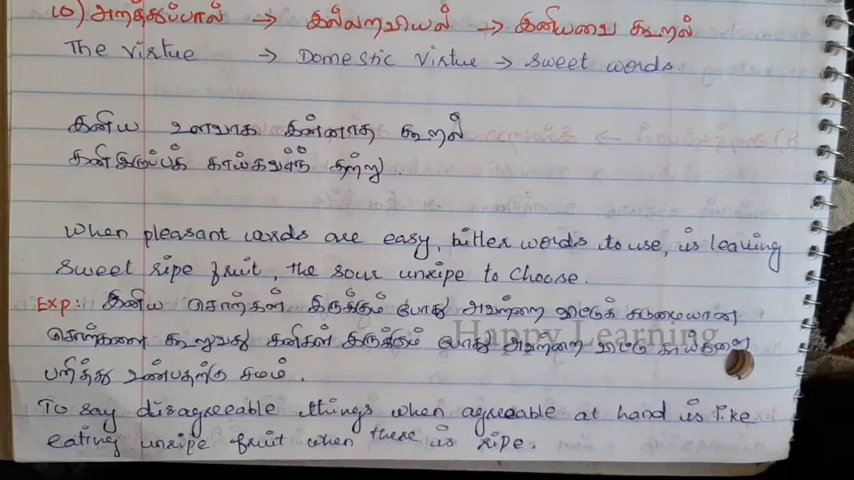 10) அறத்துப்பால் → இல்லறவியல் → இனியவை கூறல்
The virtue → Domestic virtue → Sweet words.
இனிய உளவாக இன்னாத கூறல்
கனிஇருப்பக் காய்கவர்ந் தற்று.
When pleasant words are easy, bitter words to use, is leaving
Sweet ripe fruit, the sour unripe to choose.
Exp: இனிய சொற்கள் இருக்கும் போது அவற்றை விட்டுக் கடுமையான
சொற்களை கூறுவது கனிகள் இருக்கும் போது அவற்றை விட்டு காய்களை
Happy Learning
பறித்து உண்பதற்கு சமம்.
To say disagreeable things when agreeable at hand is like
eating unripe fruit when there is ripe.